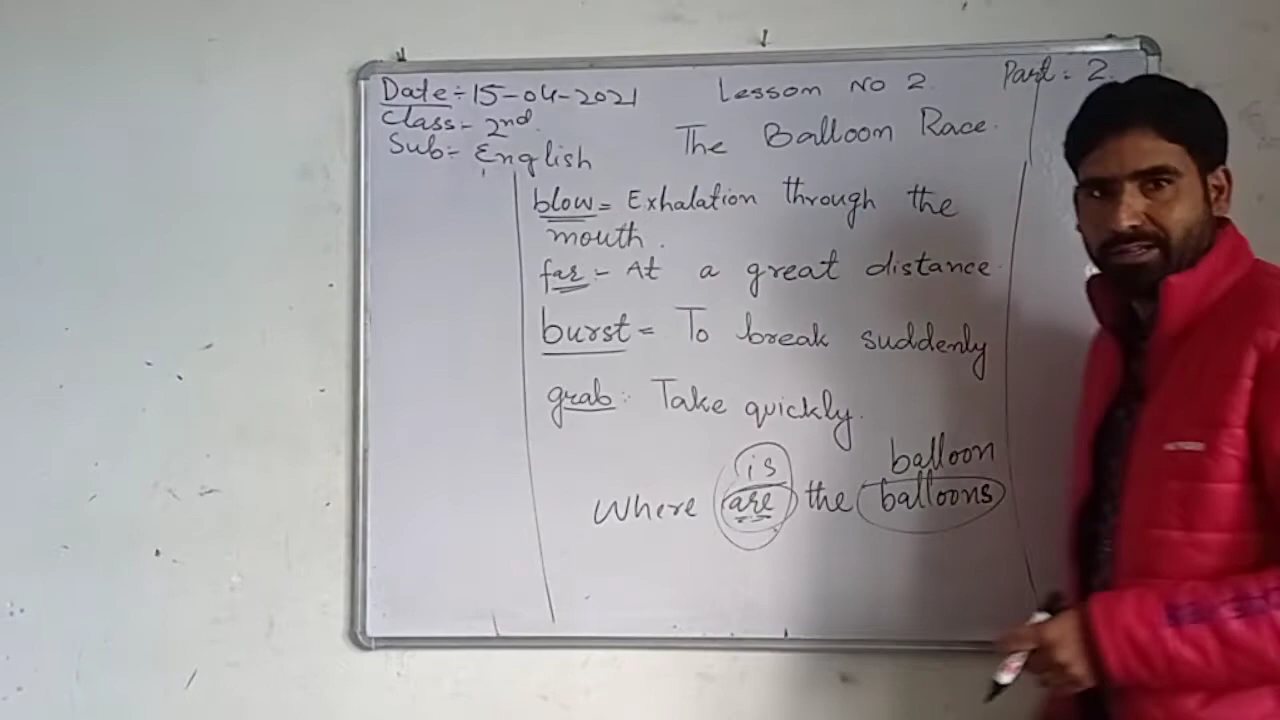 Date:- 15-04-2021
Lesson No 2.
Part: 2.
Class:- 2nd.
Sub:- English
The Balloon Race.
blow = Exhalation through the
mouth.
far :- At a great distance.
burst = To break suddenly
grab: Take quickly.
is balloon
Where are the balloons